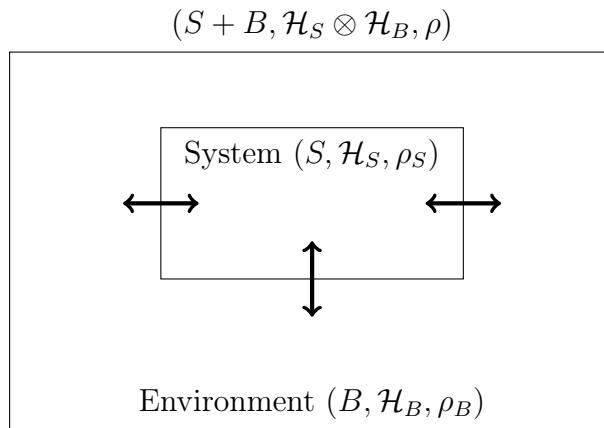 (S + B, ℋ_S ⊗ ℋ_B, ρ)
System (S, ℋ_S, ρ_S)
Environment (B, ℋ_B, ρ_B)